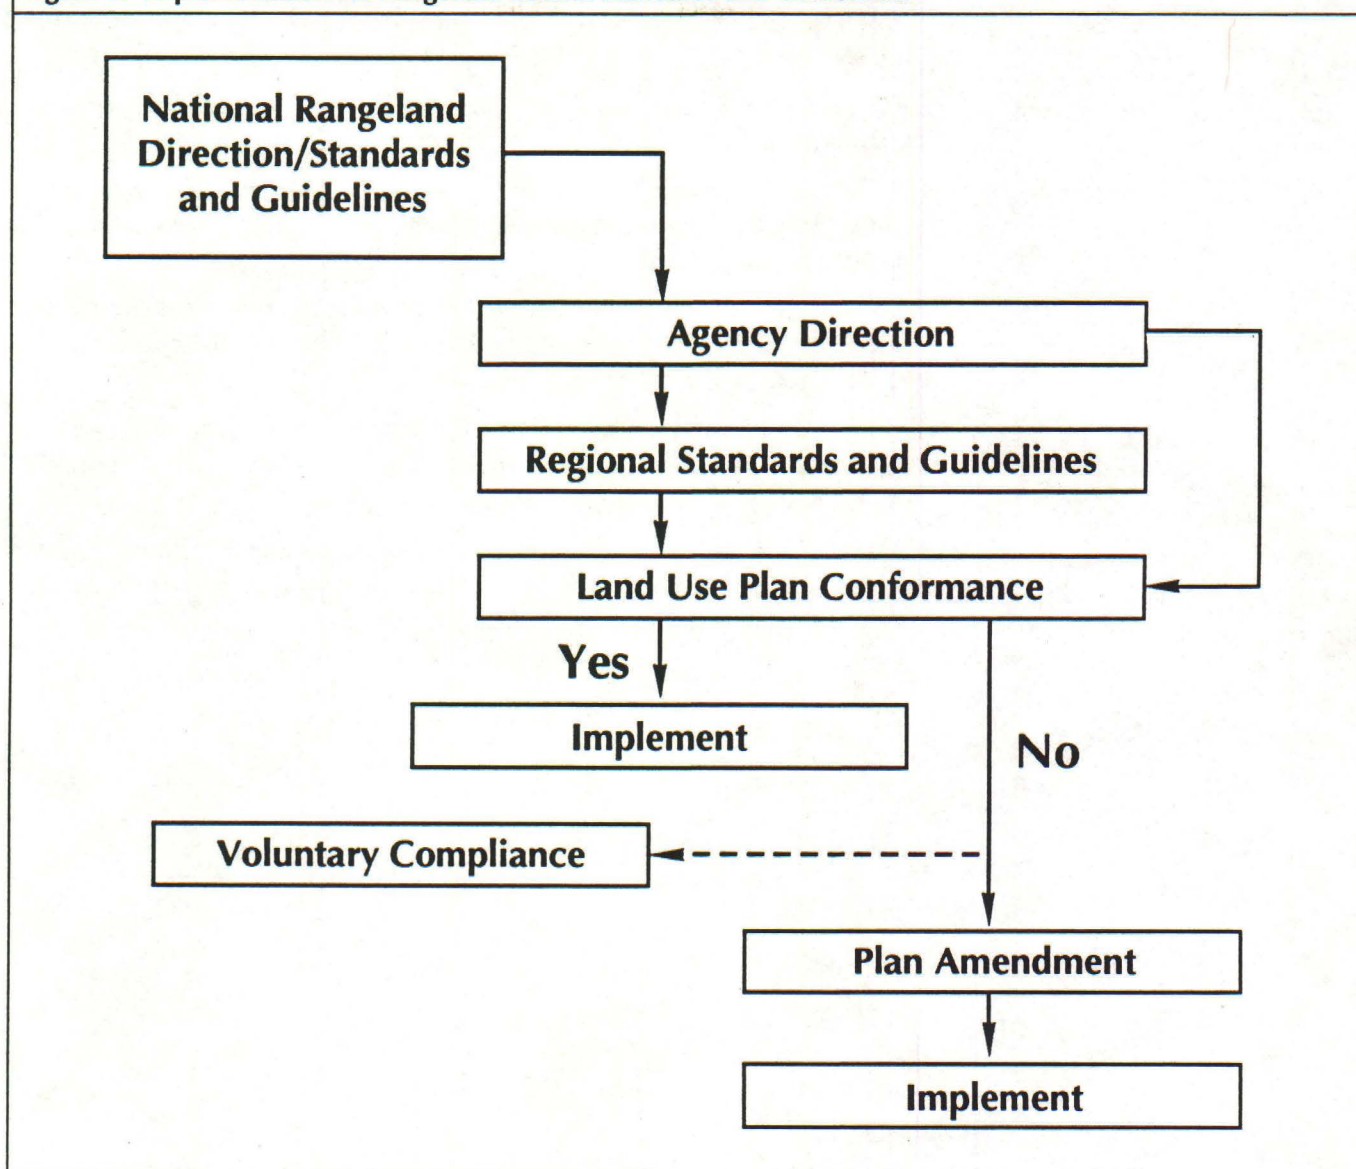 National Rangeland
Direction/Standards
and Guidelines
Agency Direction
Regional Standards and Guidelines
Land Use Plan Conformance
Yes
Implement
No
Voluntary Compliance
Plan Amendment
Implement